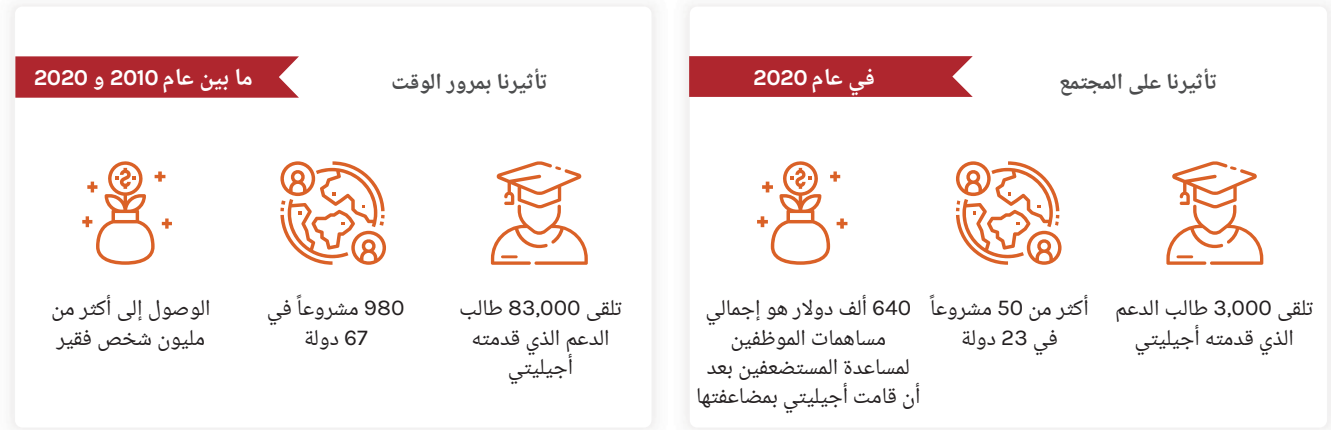 تأثيرنا على المجتمع
في عام 2020
تلقى 3,000 طالب الدعم
الذي قدمته أجيليتي
أكثر من 50 مشروعاً
في 23 دولة
640 ألف دولار هو إجمالي
مساهمات الموظفين
لمساعدة المستضعفين بعد
أن قامت أجيليتي بمضاعفتها
تأثيرنا بمرور الوقت
ما بين عام 2010 و 2020
تلقى 83,000 طالب
الدعم الذي قدمته
أجيليتي
980 مشروعاً في
67 دولة
الوصول إلى أكثر من
مليون شخص فقير